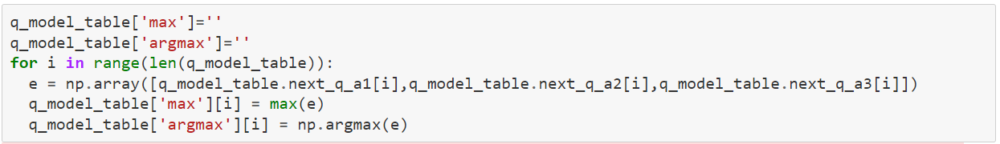 q_model_table['max']=''
q_model_table['argmax']=''
for i in range(len(q_model_table)):
  e = np.array([q_model_table.next_q_a1[i],q_model_table.next_q_a2[i],q_model_table.next_q_a3[i]])
  q_model_table['max'][i] = max(e)
  q_model_table['argmax'][i] = np.argmax(e)